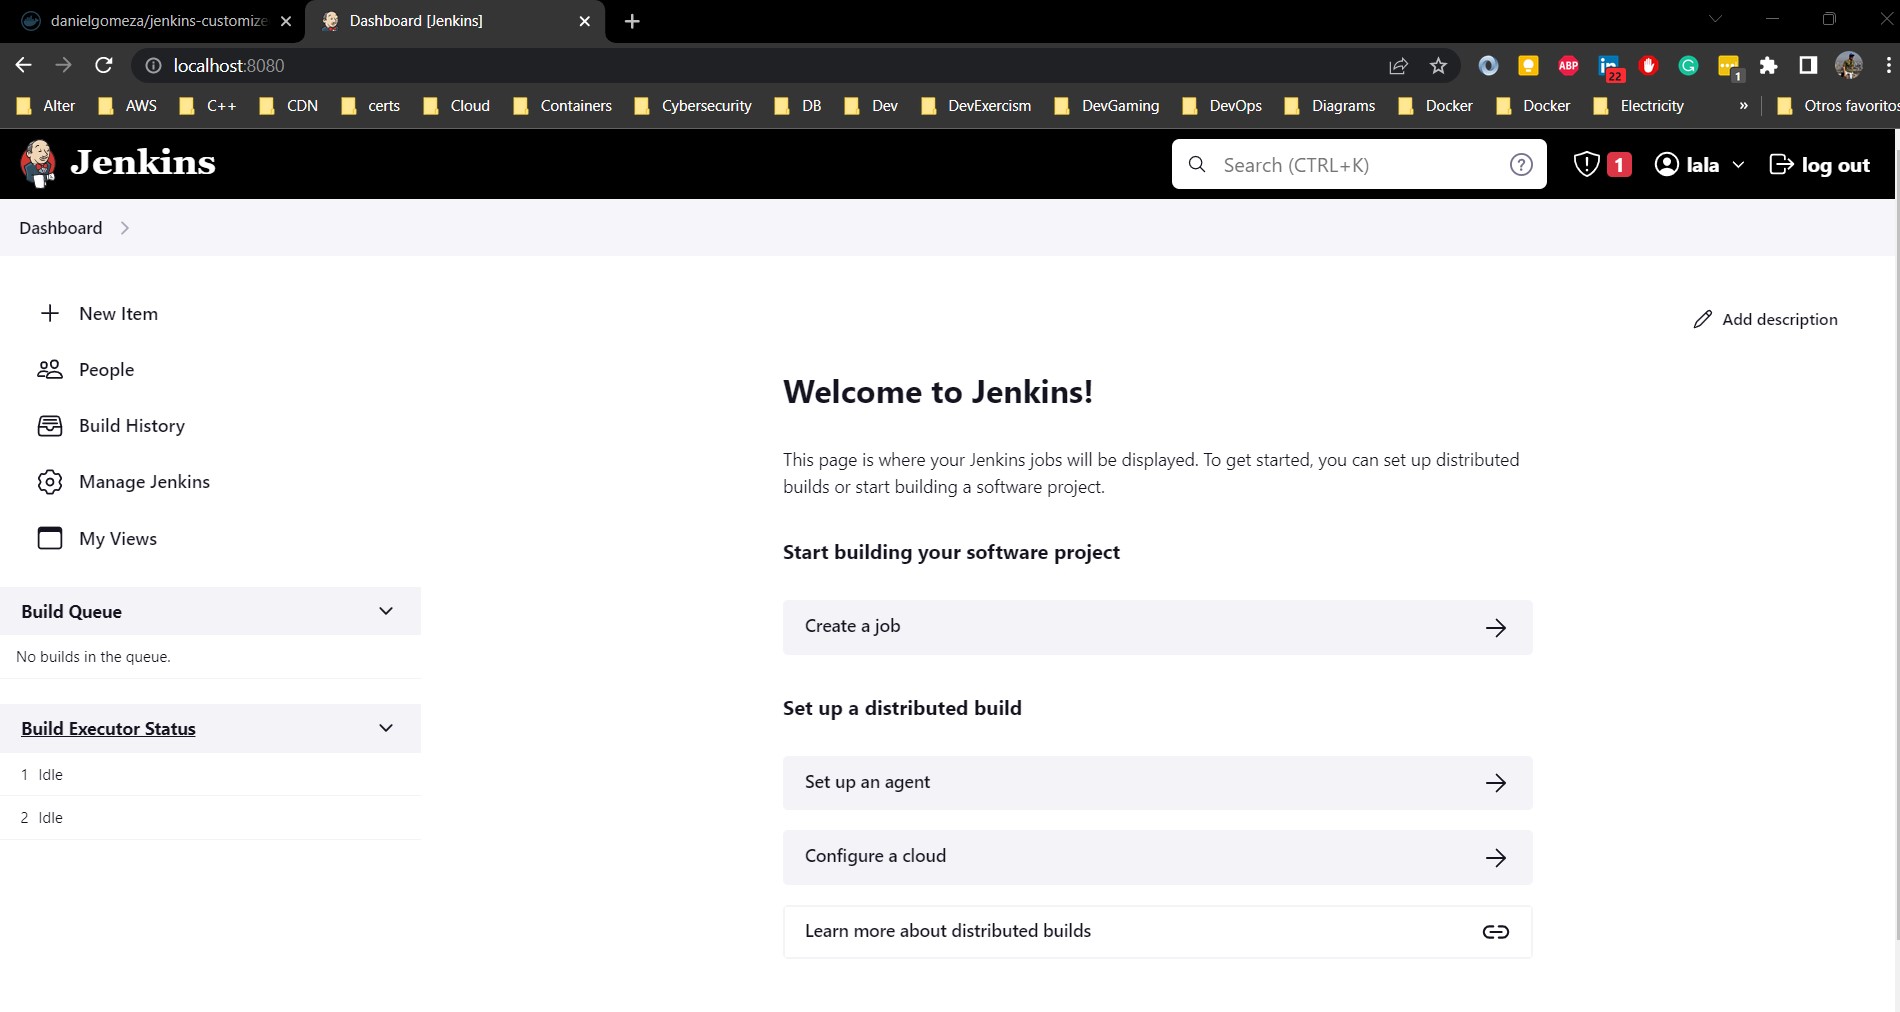 danielgomeza/jenkins-customize
Dashboard [Jenkins]
localhost:8080
ABP
in
22
G
1
Alter
AWS
C++
CDN
certs
Cloud
Containers
Cybersecurity
DB
Dev
DevExercism
DevGaming
DevOps
Diagrams
Docker
Docker
Electricity
»
Otros favoritos
Jenkins
Search (CTRL+K)
?
1
lala
log out
Dashboard
New Item
People
Build History
Manage Jenkins
My Views
Build Queue
No builds in the queue.
Build Executor Status
1 Idle
2 Idle
Add description
Welcome to Jenkins!
This page is where your Jenkins jobs will be displayed. To get started, you can set up distributed
builds or start building a software project.
Start building your software project
Create a job
Set up a distributed build
Set up an agent
Configure a cloud
Learn more about distributed builds